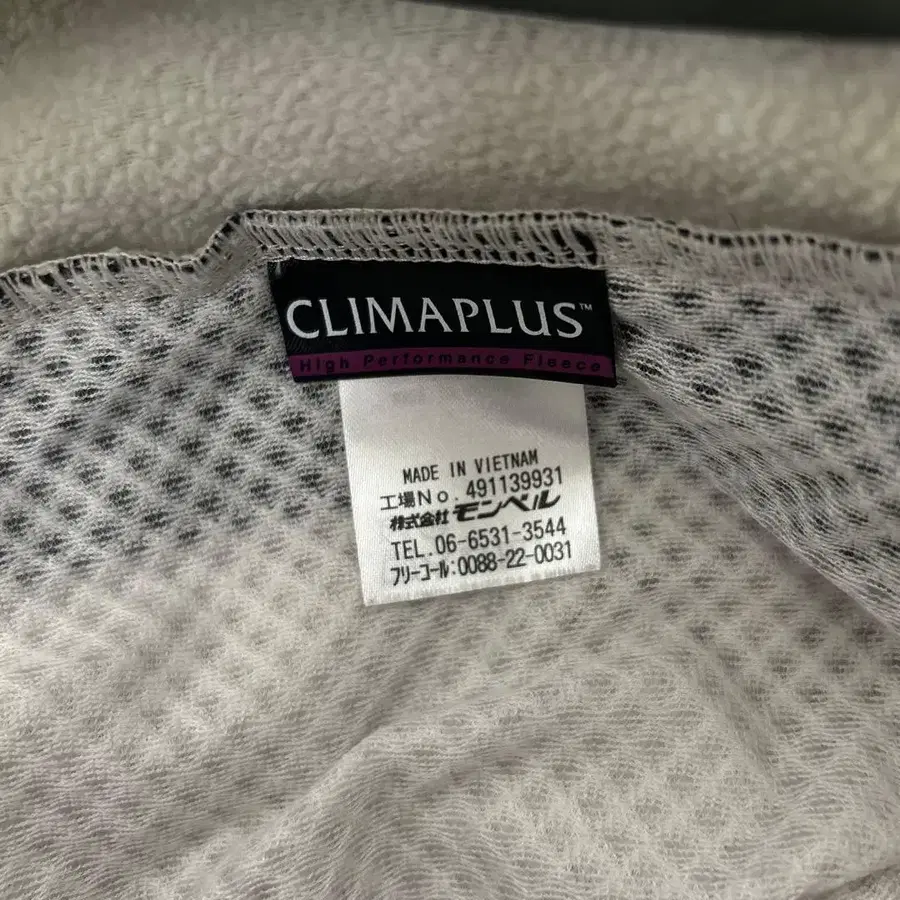 CLIMAPLUS™
High Performance Fleece
MADE IN VIETNAM
工場No.491139931
株式会社モンベル
TEL.06-6531-3544
フリーコール:0088-22-0031